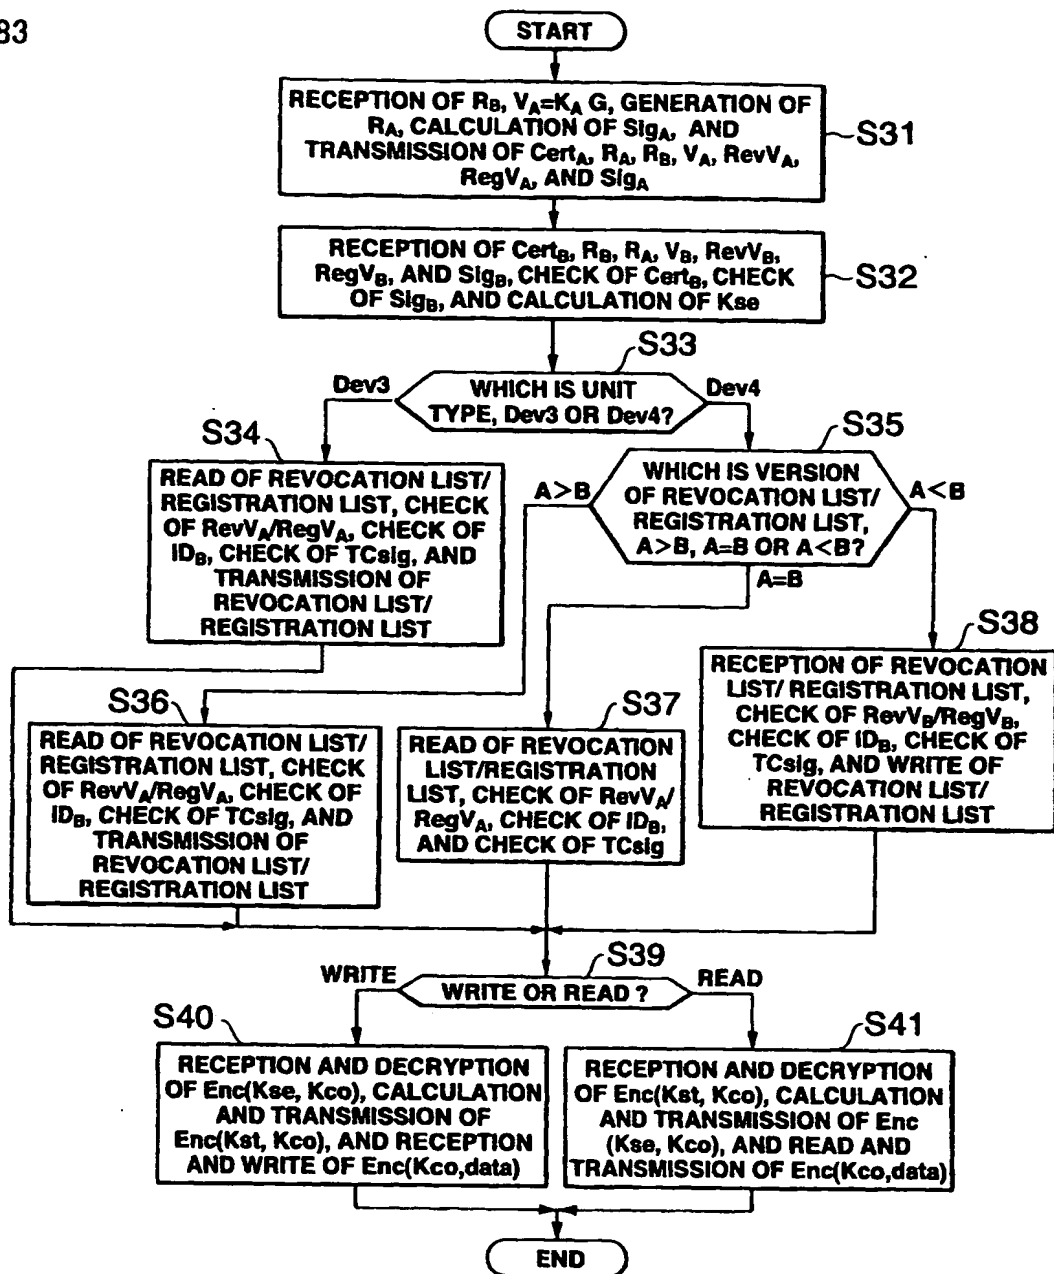 83
START
RECEPTION OF R_B, V_A=K_A G, GENERATION OF
R_A, CALCULATION OF Sig_A, AND
TRANSMISSION OF Cert_A, R_A, R_B, V_A, RevV_A,
RegV_A, AND Sig_A
S31
RECEPTION OF Cert_B, R_B, R_A, V_B, RevV_B,
RegV_B, AND Sig_B, CHECK OF Cert_B, CHECK
OF Sig_B, AND CALCULATION OF Kse
S32
S33
Dev3
WHICH IS UNIT
TYPE, Dev3 OR Dev4?
Dev4
S34
READ OF REVOCATION LIST/
REGISTRATION LIST, CHECK
OF RevV_A/RegV_A, CHECK OF
ID_B, CHECK OF TCsig, AND
TRANSMISSION OF
REVOCATION LIST/
REGISTRATION LIST
S35
A>B
WHICH IS VERSION
OF REVOCATION LIST/
REGISTRATION LIST,
A>B, A=B OR A<B?
A<B
A=B
S36
READ OF REVOCATION LIST/
REGISTRATION LIST, CHECK
OF RevV_A/RegV_A, CHECK OF
ID_B, CHECK OF TCsig, AND
TRANSMISSION OF
REVOCATION LIST/
REGISTRATION LIST
S37
READ OF REVOCATION
LIST/REGISTRATION
LIST, CHECK OF RevV_A/
RegV_A, CHECK OF ID_B,
AND CHECK OF TCsig
S38
RECEPTION OF REVOCATION
LIST/ REGISTRATION LIST,
CHECK OF RevV_B/RegV_B,
CHECK OF ID_B, CHECK OF
TCsig, AND WRITE OF
REVOCATION LIST/
REGISTRATION LIST
S39
WRITE
WRITE OR READ ?
READ
S40
RECEPTION AND DECRYPTION
OF Enc(Kse, Kco), CALCULATION
AND TRANSMISSION OF
Enc(Kst, Kco), AND RECEPTION
AND WRITE OF Enc(Kco,data)
S41
RECEPTION AND DECRYPTION
OF Enc(Kst, Kco), CALCULATION
AND TRANSMISSION OF Enc
(Kse, Kco), AND READ AND
TRANSMISSION OF Enc(Kco,data)
END